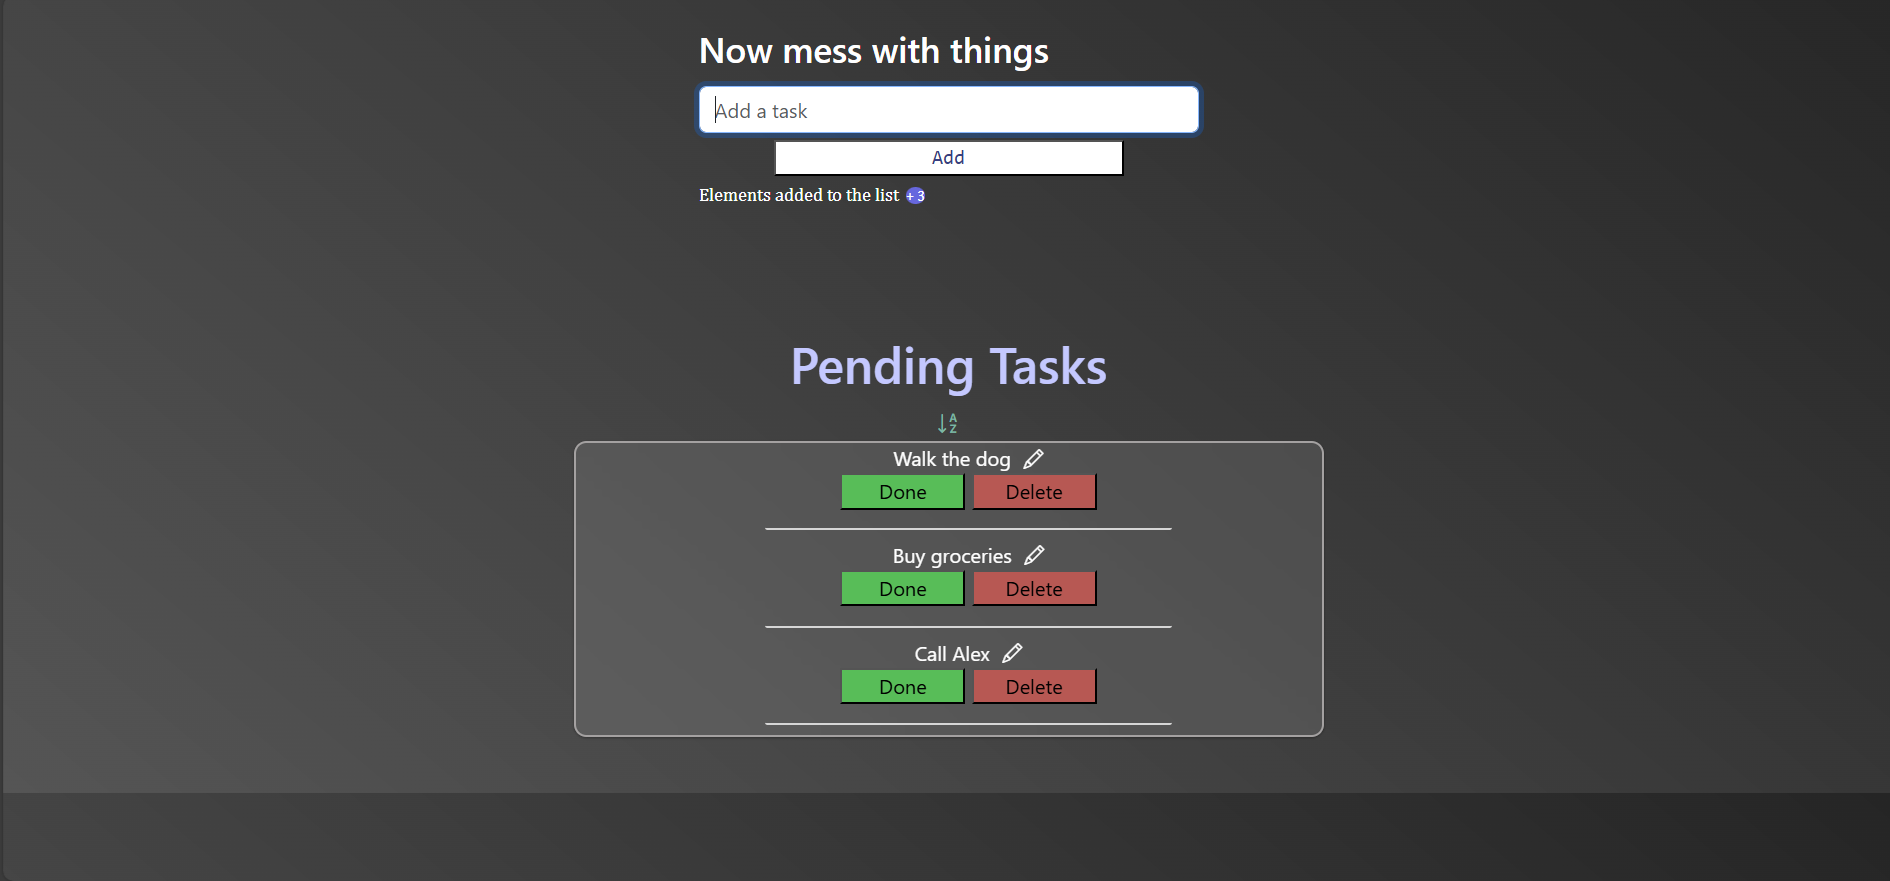 Now mess with things
Add a task
Add
Elements added to the list +3
Pending Tasks
A
Z
Walk the dog
Done Delete
Buy groceries
Done Delete
Call Alex
Done Delete